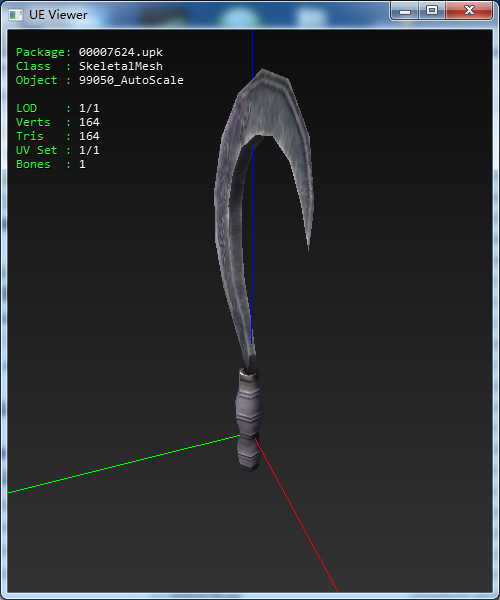 UE Viewer
Package: 00007624.upk
Class : SkeletalMesh
Object : 99050_AutoScale
LOD : 1/1
Verts : 164
Tris : 164
UV Set : 1/1
Bones : 1